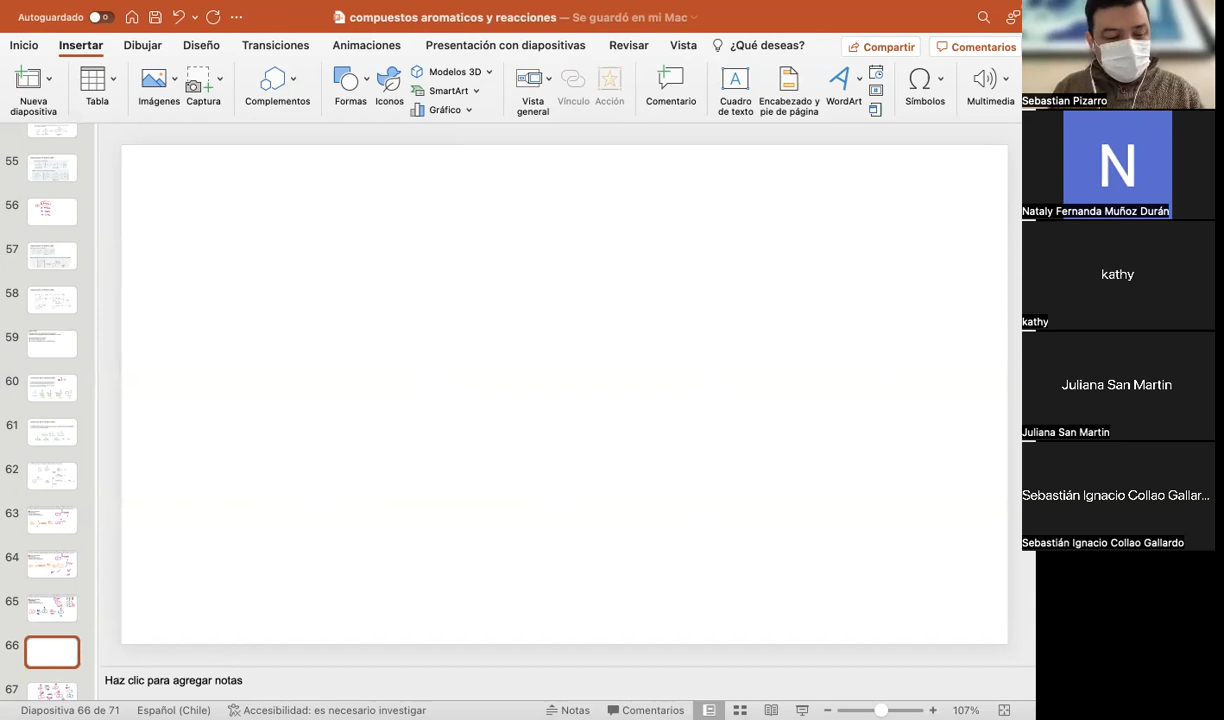 Autoguardado
compuestos aromaticos y reacciones — Se guardó en mi Mac
Inicio
Insertar
Dibujar
Diseño
Transiciones
Animaciones
Presentación con diapositivas
Revisar
Vista
¿Qué deseas?
Compartir
Comentarios
Nueva diapositiva
Tabla
Imágenes
Captura
Complementos
Formas
Iconos
Modelos 3D
SmartArt
Gráfico
Vista general
Vínculo
Acción
Comentario
Cuadro de texto
Encabezado y pie de página
WordArt
Símbolos
Multimedia
55
56
57
58
59
60
61
62
63
64
65
66
67
Haz clic para agregar notas
Diapositiva 66 de 71
Español (Chile)
Accesibilidad: es necesario investigar
Notas
Comentarios
107%
Sebastian Pizarro
N
Nataly Fernanda Muñoz Durán
kathy
kathy
Juliana San Martin
Juliana San Martin
Sebastián Ignacio Collao Gallar...
Sebastián Ignacio Collao Gallardo